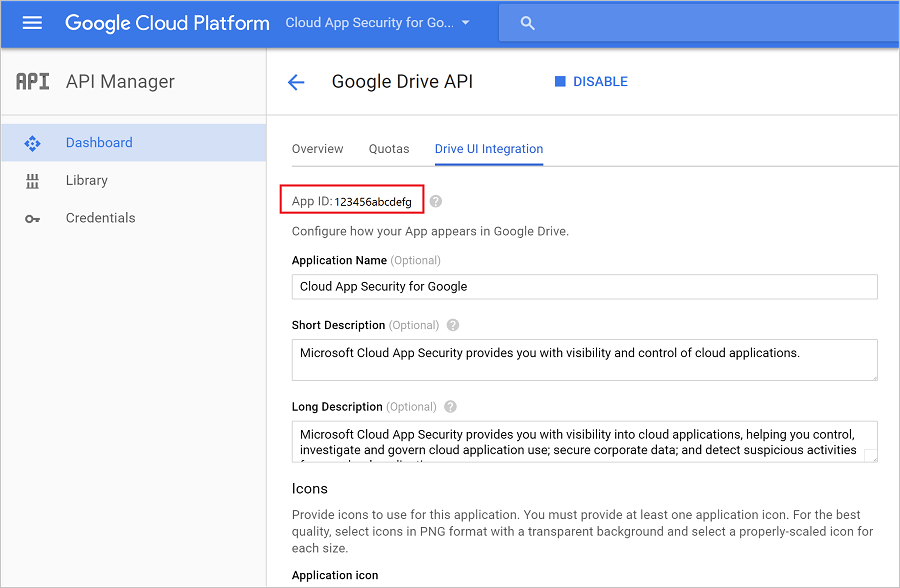 Google Cloud Platform
Cloud App Security for Go...
API
API Manager
Google Drive API
DISABLE
Dashboard
Library
Credentials
Overview
Quotas
Drive UI Integration
App ID: 123456abcdefg
Configure how your App appears in Google Drive.
Application Name (Optional)
Cloud App Security for Google
Short Description (Optional)
Microsoft Cloud App Security provides you with visibility and control of cloud applications.
Long Description (Optional)
Microsoft Cloud App Security provides you with visibility into cloud applications, helping you control,
investigate and govern cloud application use; secure corporate data; and detect suspicious activities
Icons
Provide icons to use for this application. You must provide at least one application icon. For the best
quality, select icons in PNG format with a transparent background and select a properly-scaled icon for
each size.
Application icon